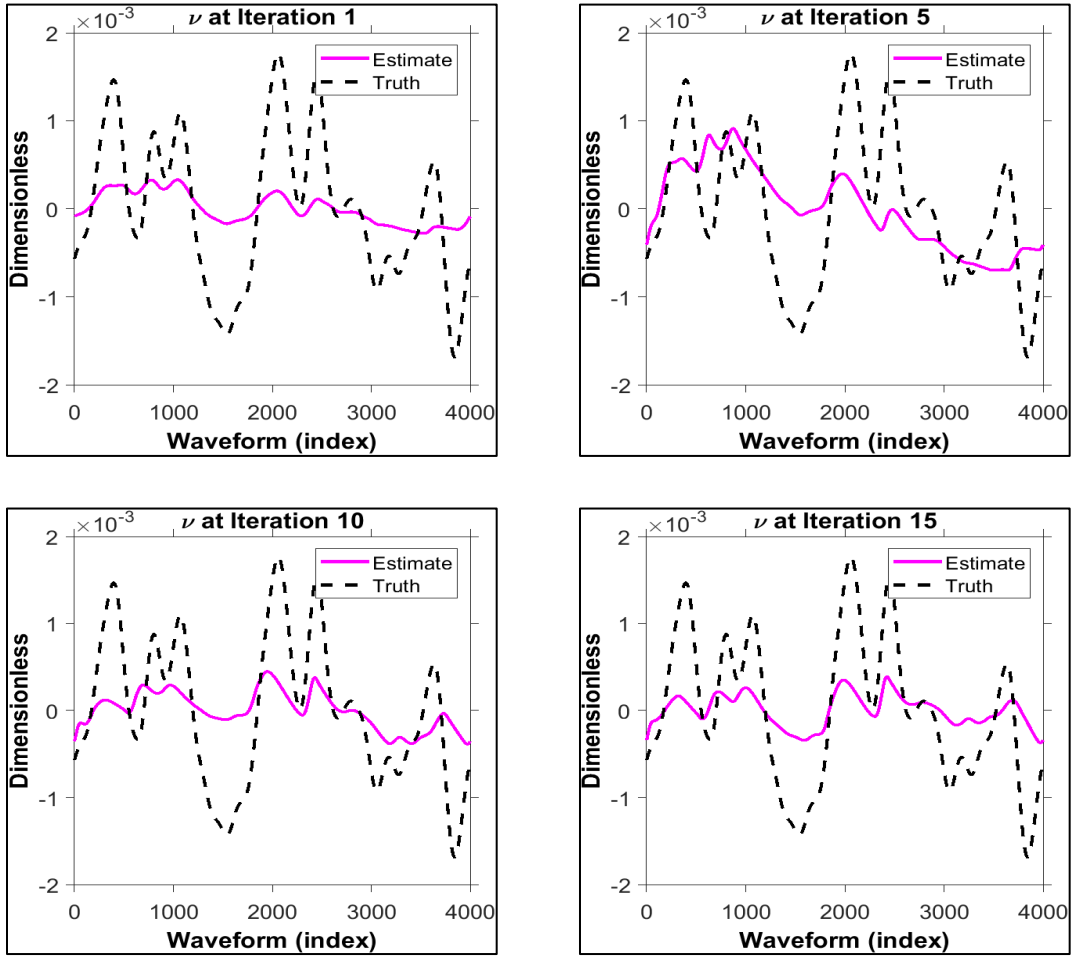 ν at Iteration 1
×10⁻³
2
1
0
-1
-2
Dimensionless
Estimate
Truth
0 1000 2000 3000 4000
Waveform (index)
ν at Iteration 5
×10⁻³
2
1
0
-1
-2
Dimensionless
Estimate
Truth
0 1000 2000 3000 4000
Waveform (index)
ν at Iteration 10
×10⁻³
2
1
0
-1
-2
Dimensionless
Estimate
Truth
0 1000 2000 3000 4000
Waveform (index)
ν at Iteration 15
×10⁻³
2
1
0
-1
-2
Dimensionless
Estimate
Truth
0 1000 2000 3000 4000
Waveform (index)